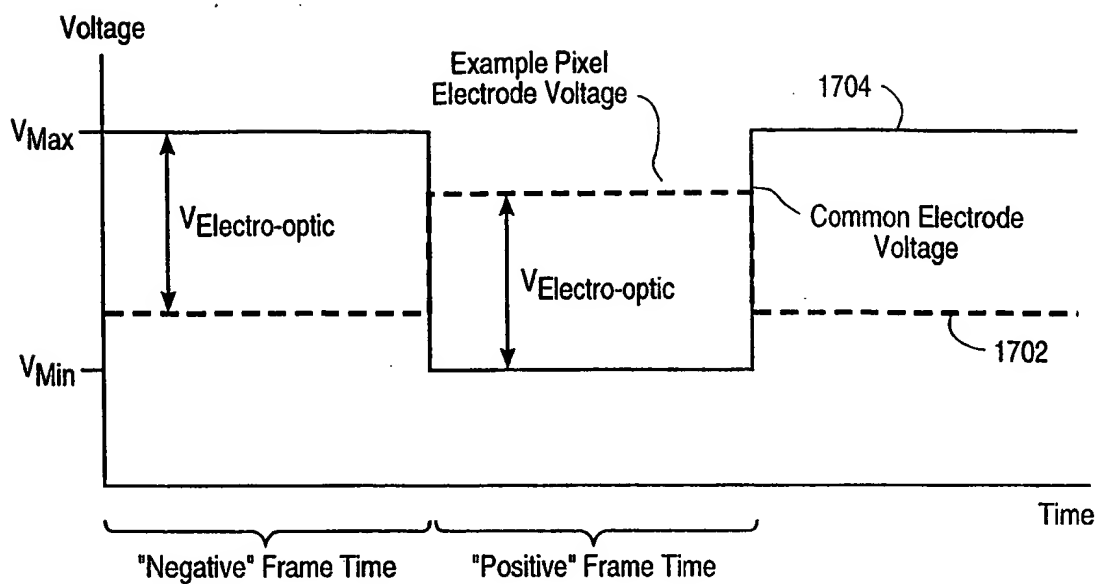 Voltage
Example Pixel
Electrode Voltage
1704
VMax
VElectro-optic
Common Electrode
Voltage
VElectro-optic
1702
VMin
Time
"Negative" Frame Time
"Positive" Frame Time